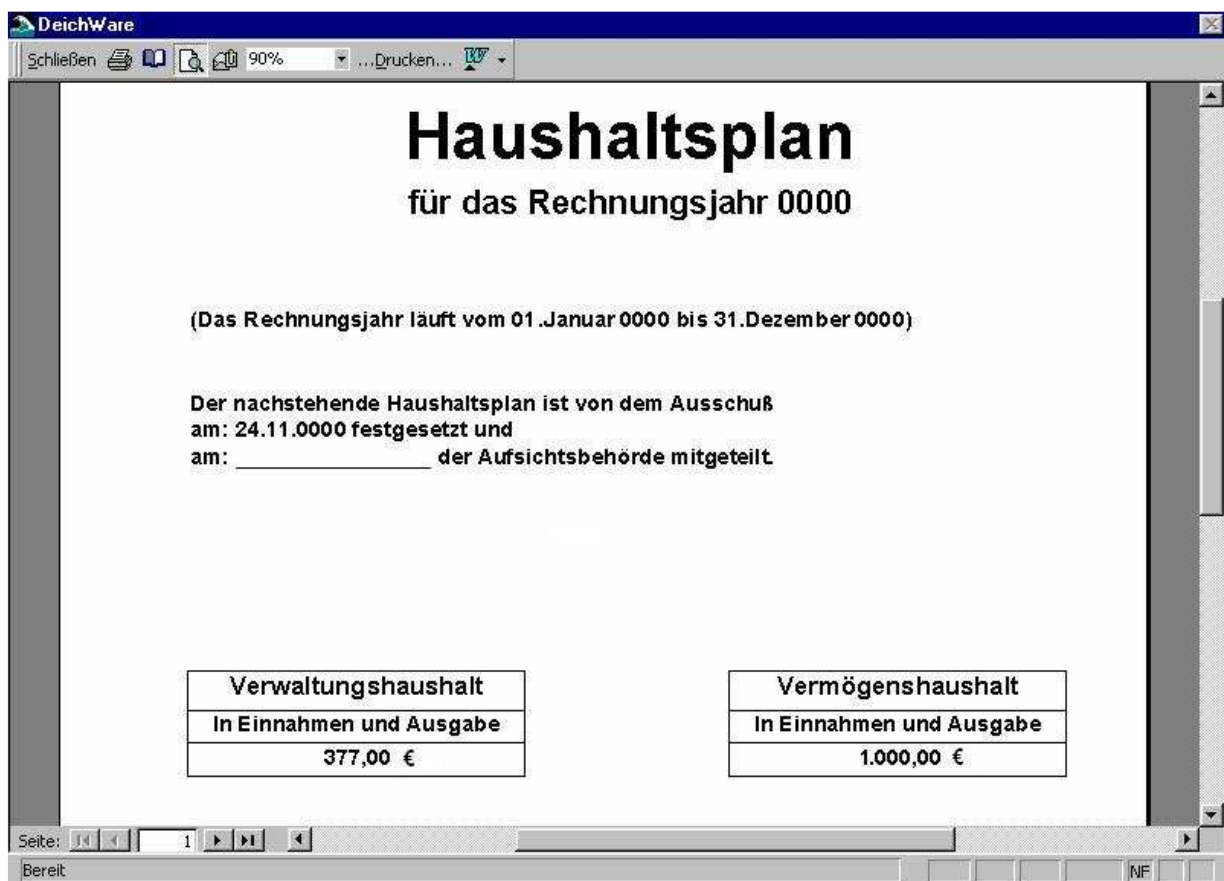 DeichWare
Schließen 90% ...Drucken...
Haushaltsplan
für das Rechnungsjahr 0000
(Das Rechnungsjahr läuft vom 01.Januar 0000 bis 31.Dezember 0000)
Der nachstehende Haushaltsplan ist von dem Ausschuß
am: 24.11.0000 festgesetzt und
am: ________________ der Aufsichtsbehörde mitgeteilt.
Verwaltungshaushalt
In Einnahmen und Ausgabe
377,00 €
Vermögenshaushalt
In Einnahmen und Ausgabe
1.000,00 €
Seite: 1
Bereit NF